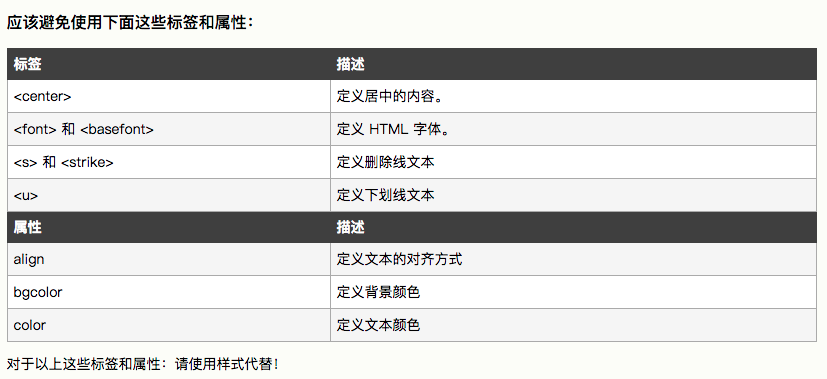 应该避免使用下面这些标签和属性：
标签 描述
<center> 定义居中的内容。
<font> 和 <basefont> 定义 HTML 字体。
<s> 和 <strike> 定义删除线文本
<u> 定义下划线文本
属性 描述
align 定义文本的对齐方式
bgcolor 定义背景颜色
color 定义文本颜色
对于以上这些标签和属性：请使用样式代替！